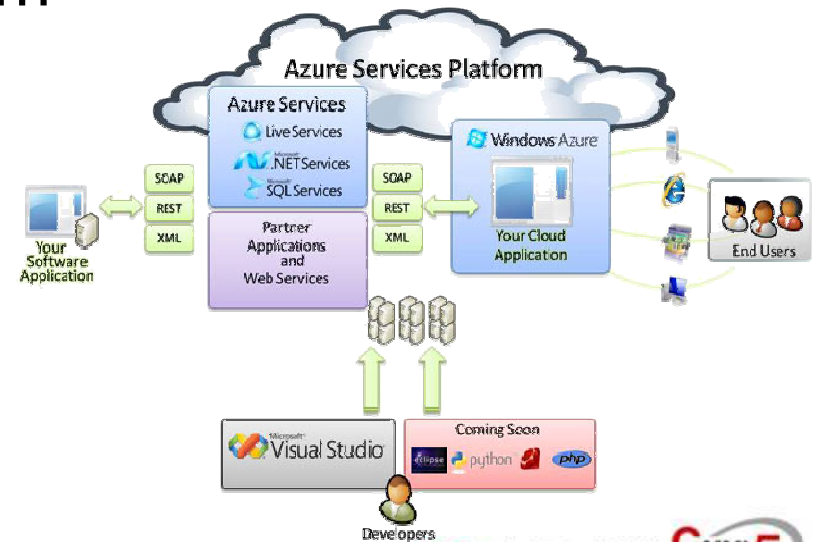 Azure Services Platform
Azure Services
Live Services
Microsoft
.NET Services
Microsoft
SQL Services
SOAP
REST
XML
Your
Software
Application
Partner
Applications
and
Web Services
SOAP
REST
XML
Windows Azure
Your Cloud
Application
End Users
Microsoft
Visual Studio
Coming Soon
eclipse
python
php
Developers